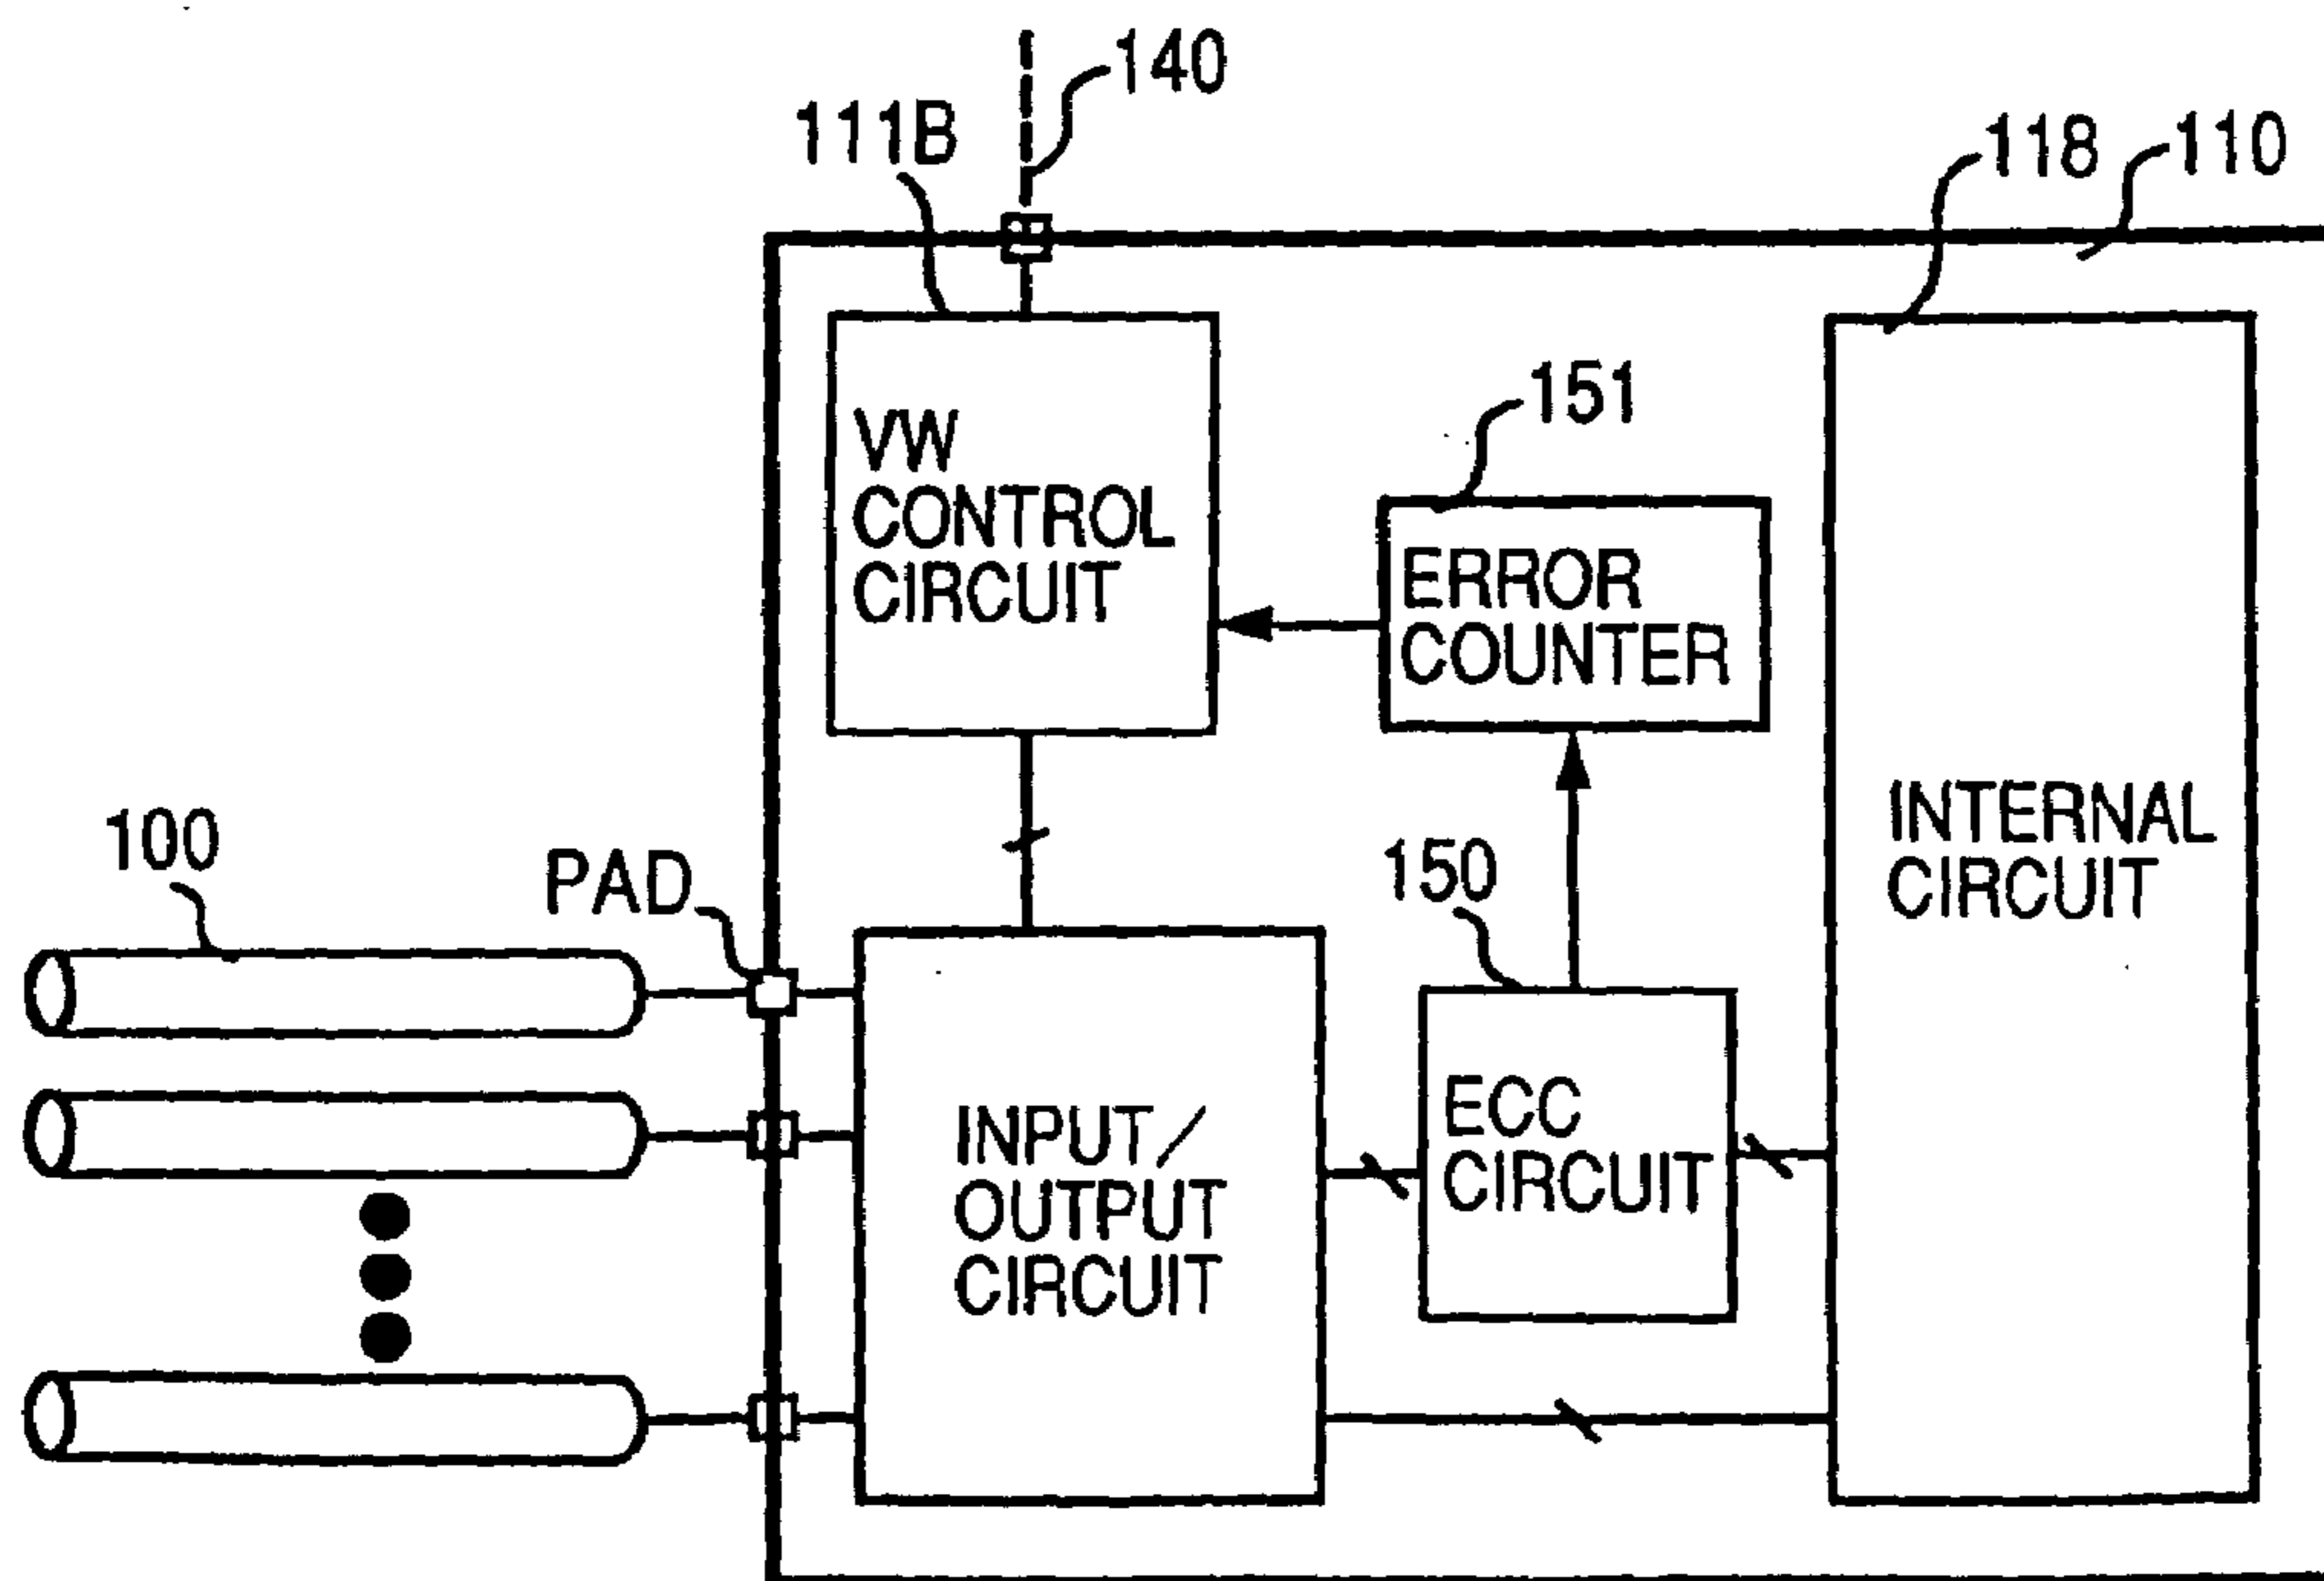 140
111B
118
110
VW
CONTROL
CIRCUIT
151
ERROR
COUNTER
INTERNAL
CIRCUIT
100
PAD
150
INPUT/
OUTPUT
CIRCUIT
ECC
CIRCUIT